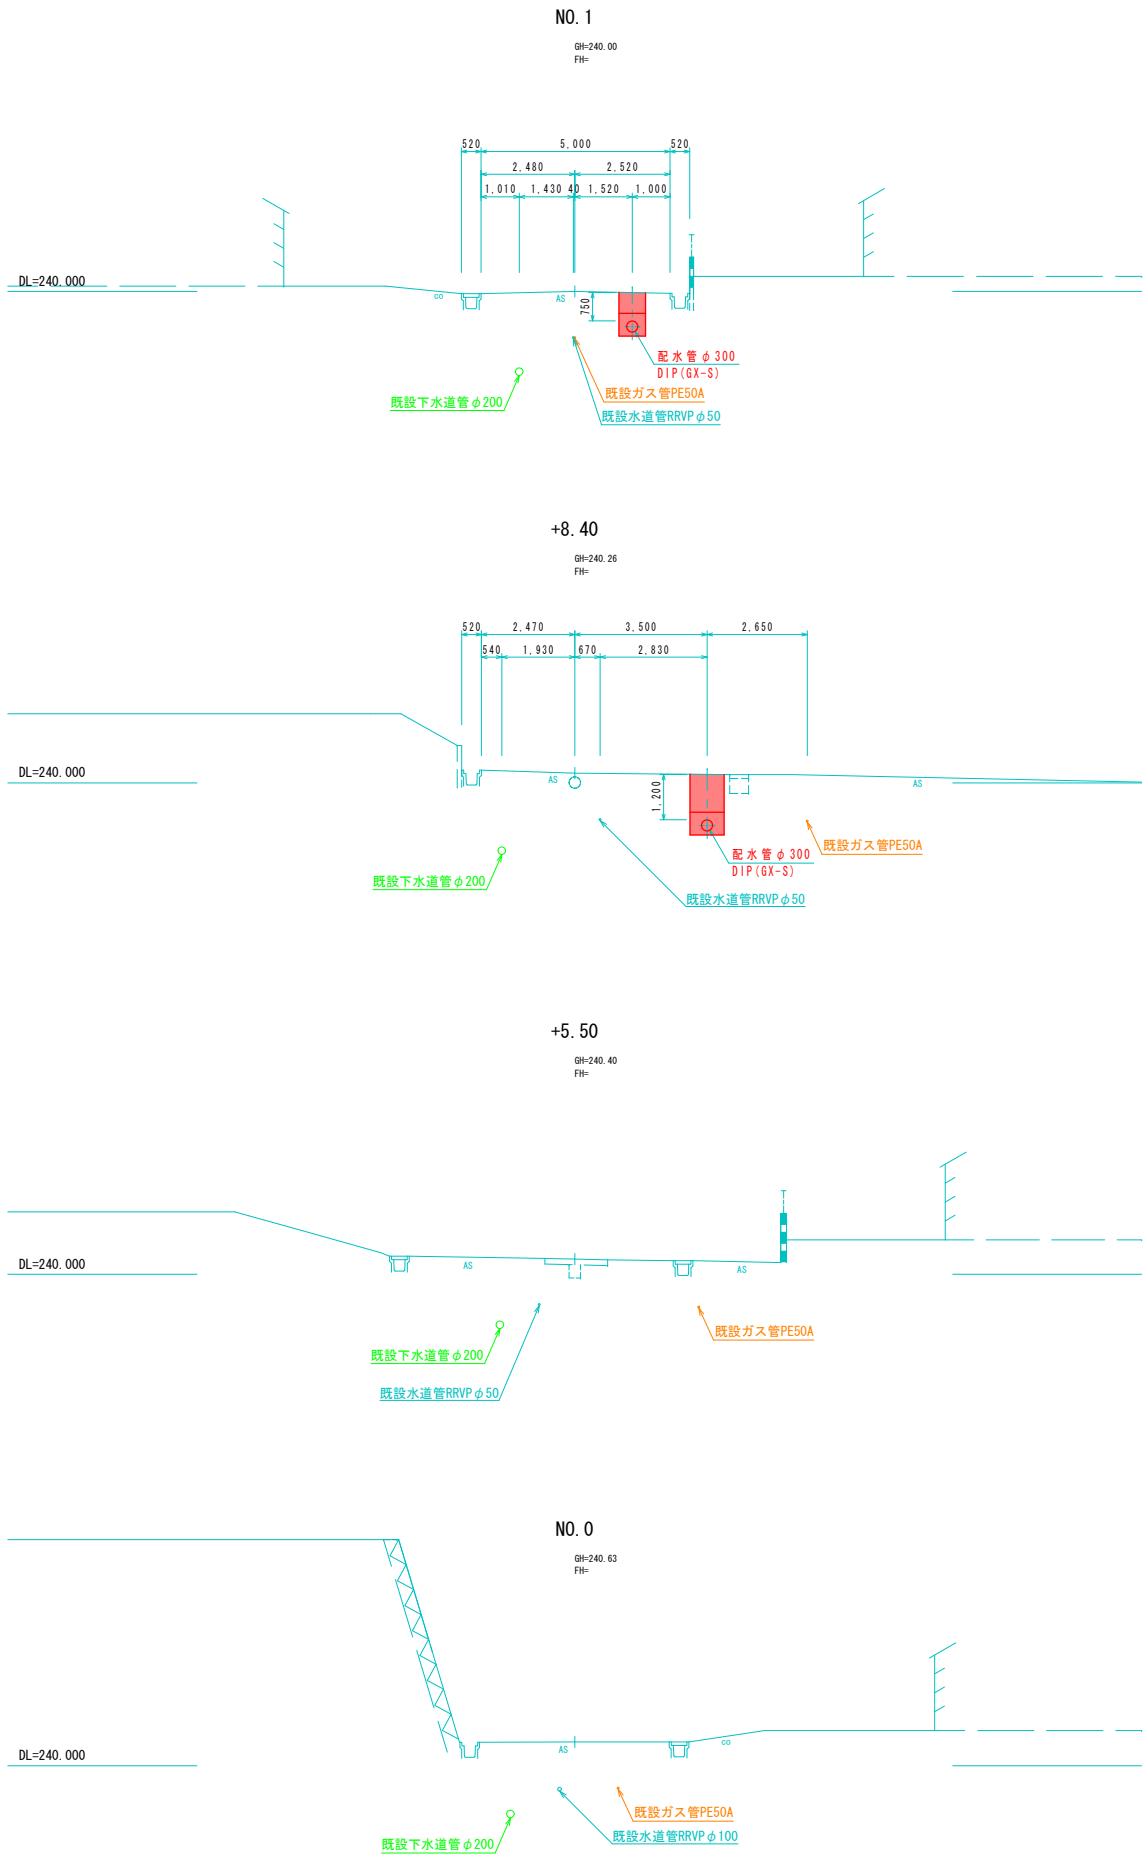 NO.1
GH=240.00
FH=
520 5,000 520
2,480 2,520
1,010 1,430 40 1,520 1,000
DL=240.000
CO
AS
750
配水管φ300
DIP(GX-S)
既設ガス管PE50A
既設下水道管φ200
既設水道管RRVPφ50
+8.40
GH=240.26
FH=
520 2,470 3,500 2,650
540 1,930 670 2,830
DL=240.000
AS
AS
1,200
既設ガス管PE50A
配水管φ300
DIP(GX-S)
既設下水道管φ200
既設水道管RRVPφ50
+5.50
GH=240.40
FH=
DL=240.000
AS
AS
既設ガス管PE50A
既設下水道管φ200
既設水道管RRVPφ50
NO.0
GH=240.63
FH=
DL=240.000
AS
CO
既設ガス管PE50A
既設水道管RRVPφ100
既設下水道管φ200